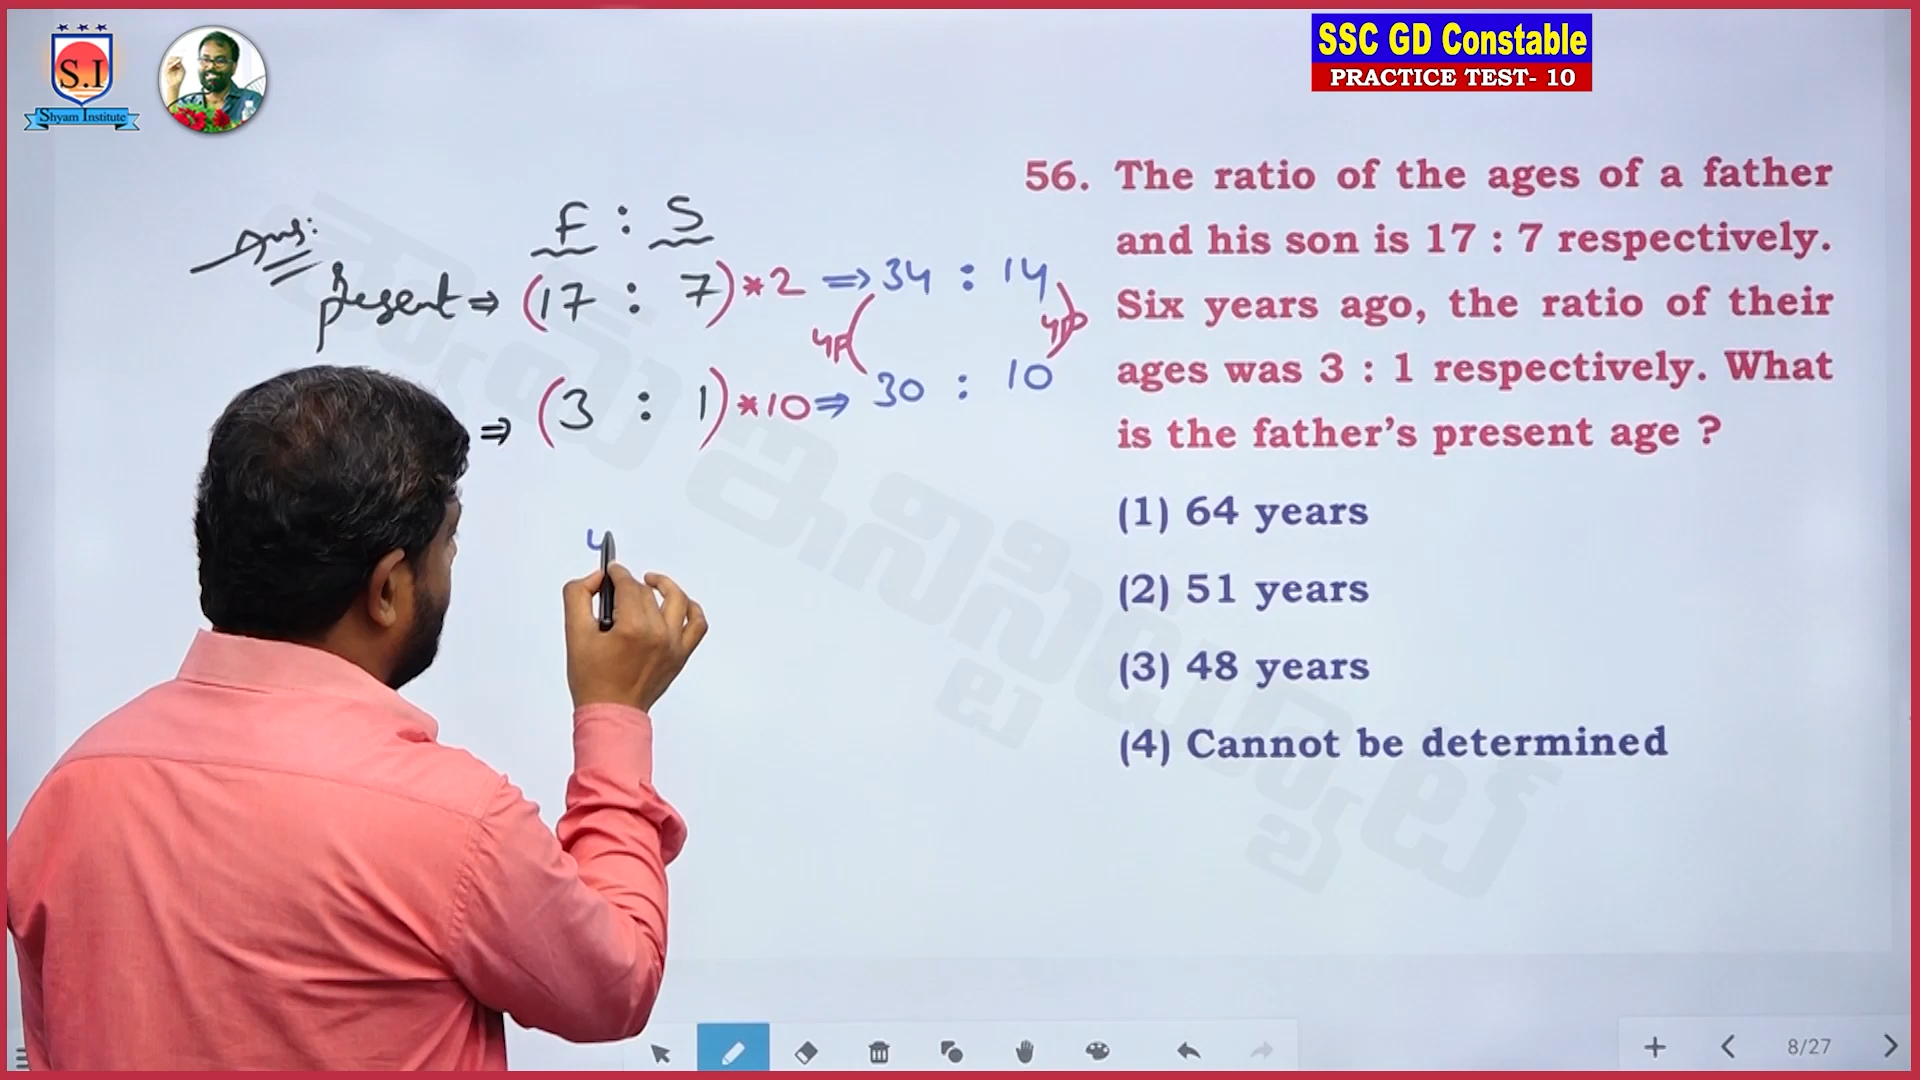 S.I
Shyam Institute
SSC GD Constable
PRACTICE TEST- 10
Ans:
F : S
present ⇒ (17 : 7)*2 ⇒ 34 : 14
4P 4P
⇒ (3 : 1)*10 ⇒ 30 : 10
4
56. The ratio of the ages of a father
and his son is 17 : 7 respectively.
Six years ago, the ratio of their
ages was 3 : 1 respectively. What
is the father's present age ?
(1) 64 years
(2) 51 years
(3) 48 years
(4) Cannot be determined
8/27